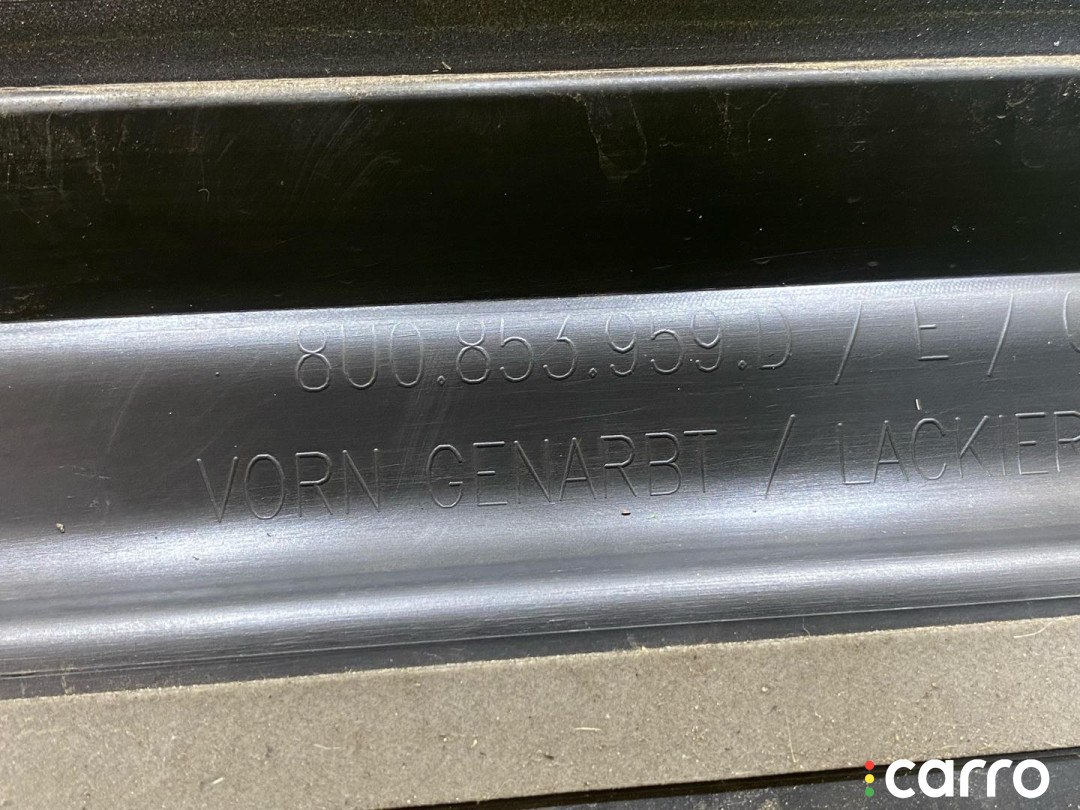 8U0.853.959.D / E /
VORN GENARBT / LACKIER
carro